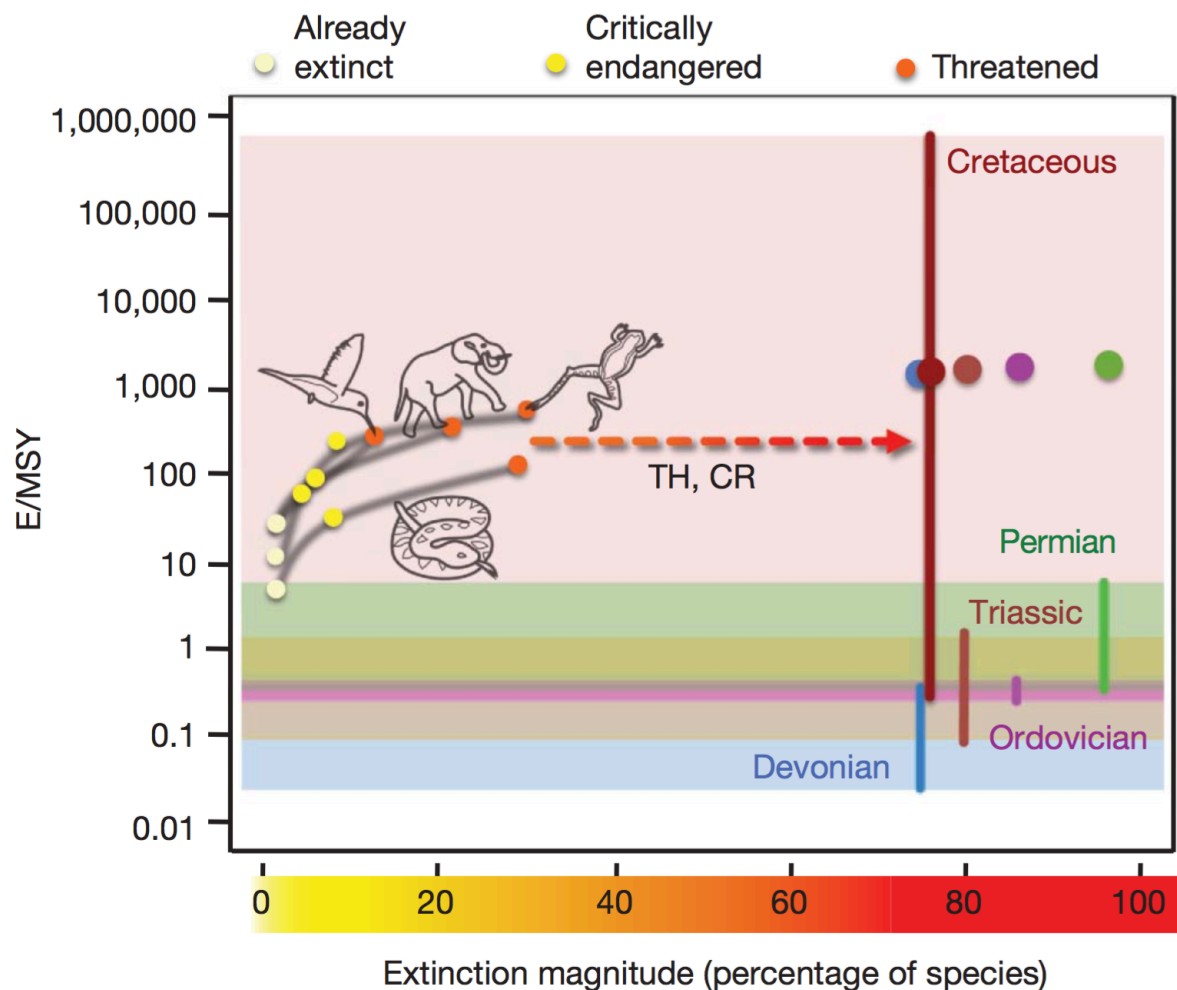 Already extinct
Critically endangered
Threatened
1,000,000
100,000
10,000
1,000
100
10
1
0.1
0.01
E/MSY
Cretaceous
TH, CR
Permian
Triassic
Ordovician
Devonian
0 20 40 60 80 100
Extinction magnitude (percentage of species)